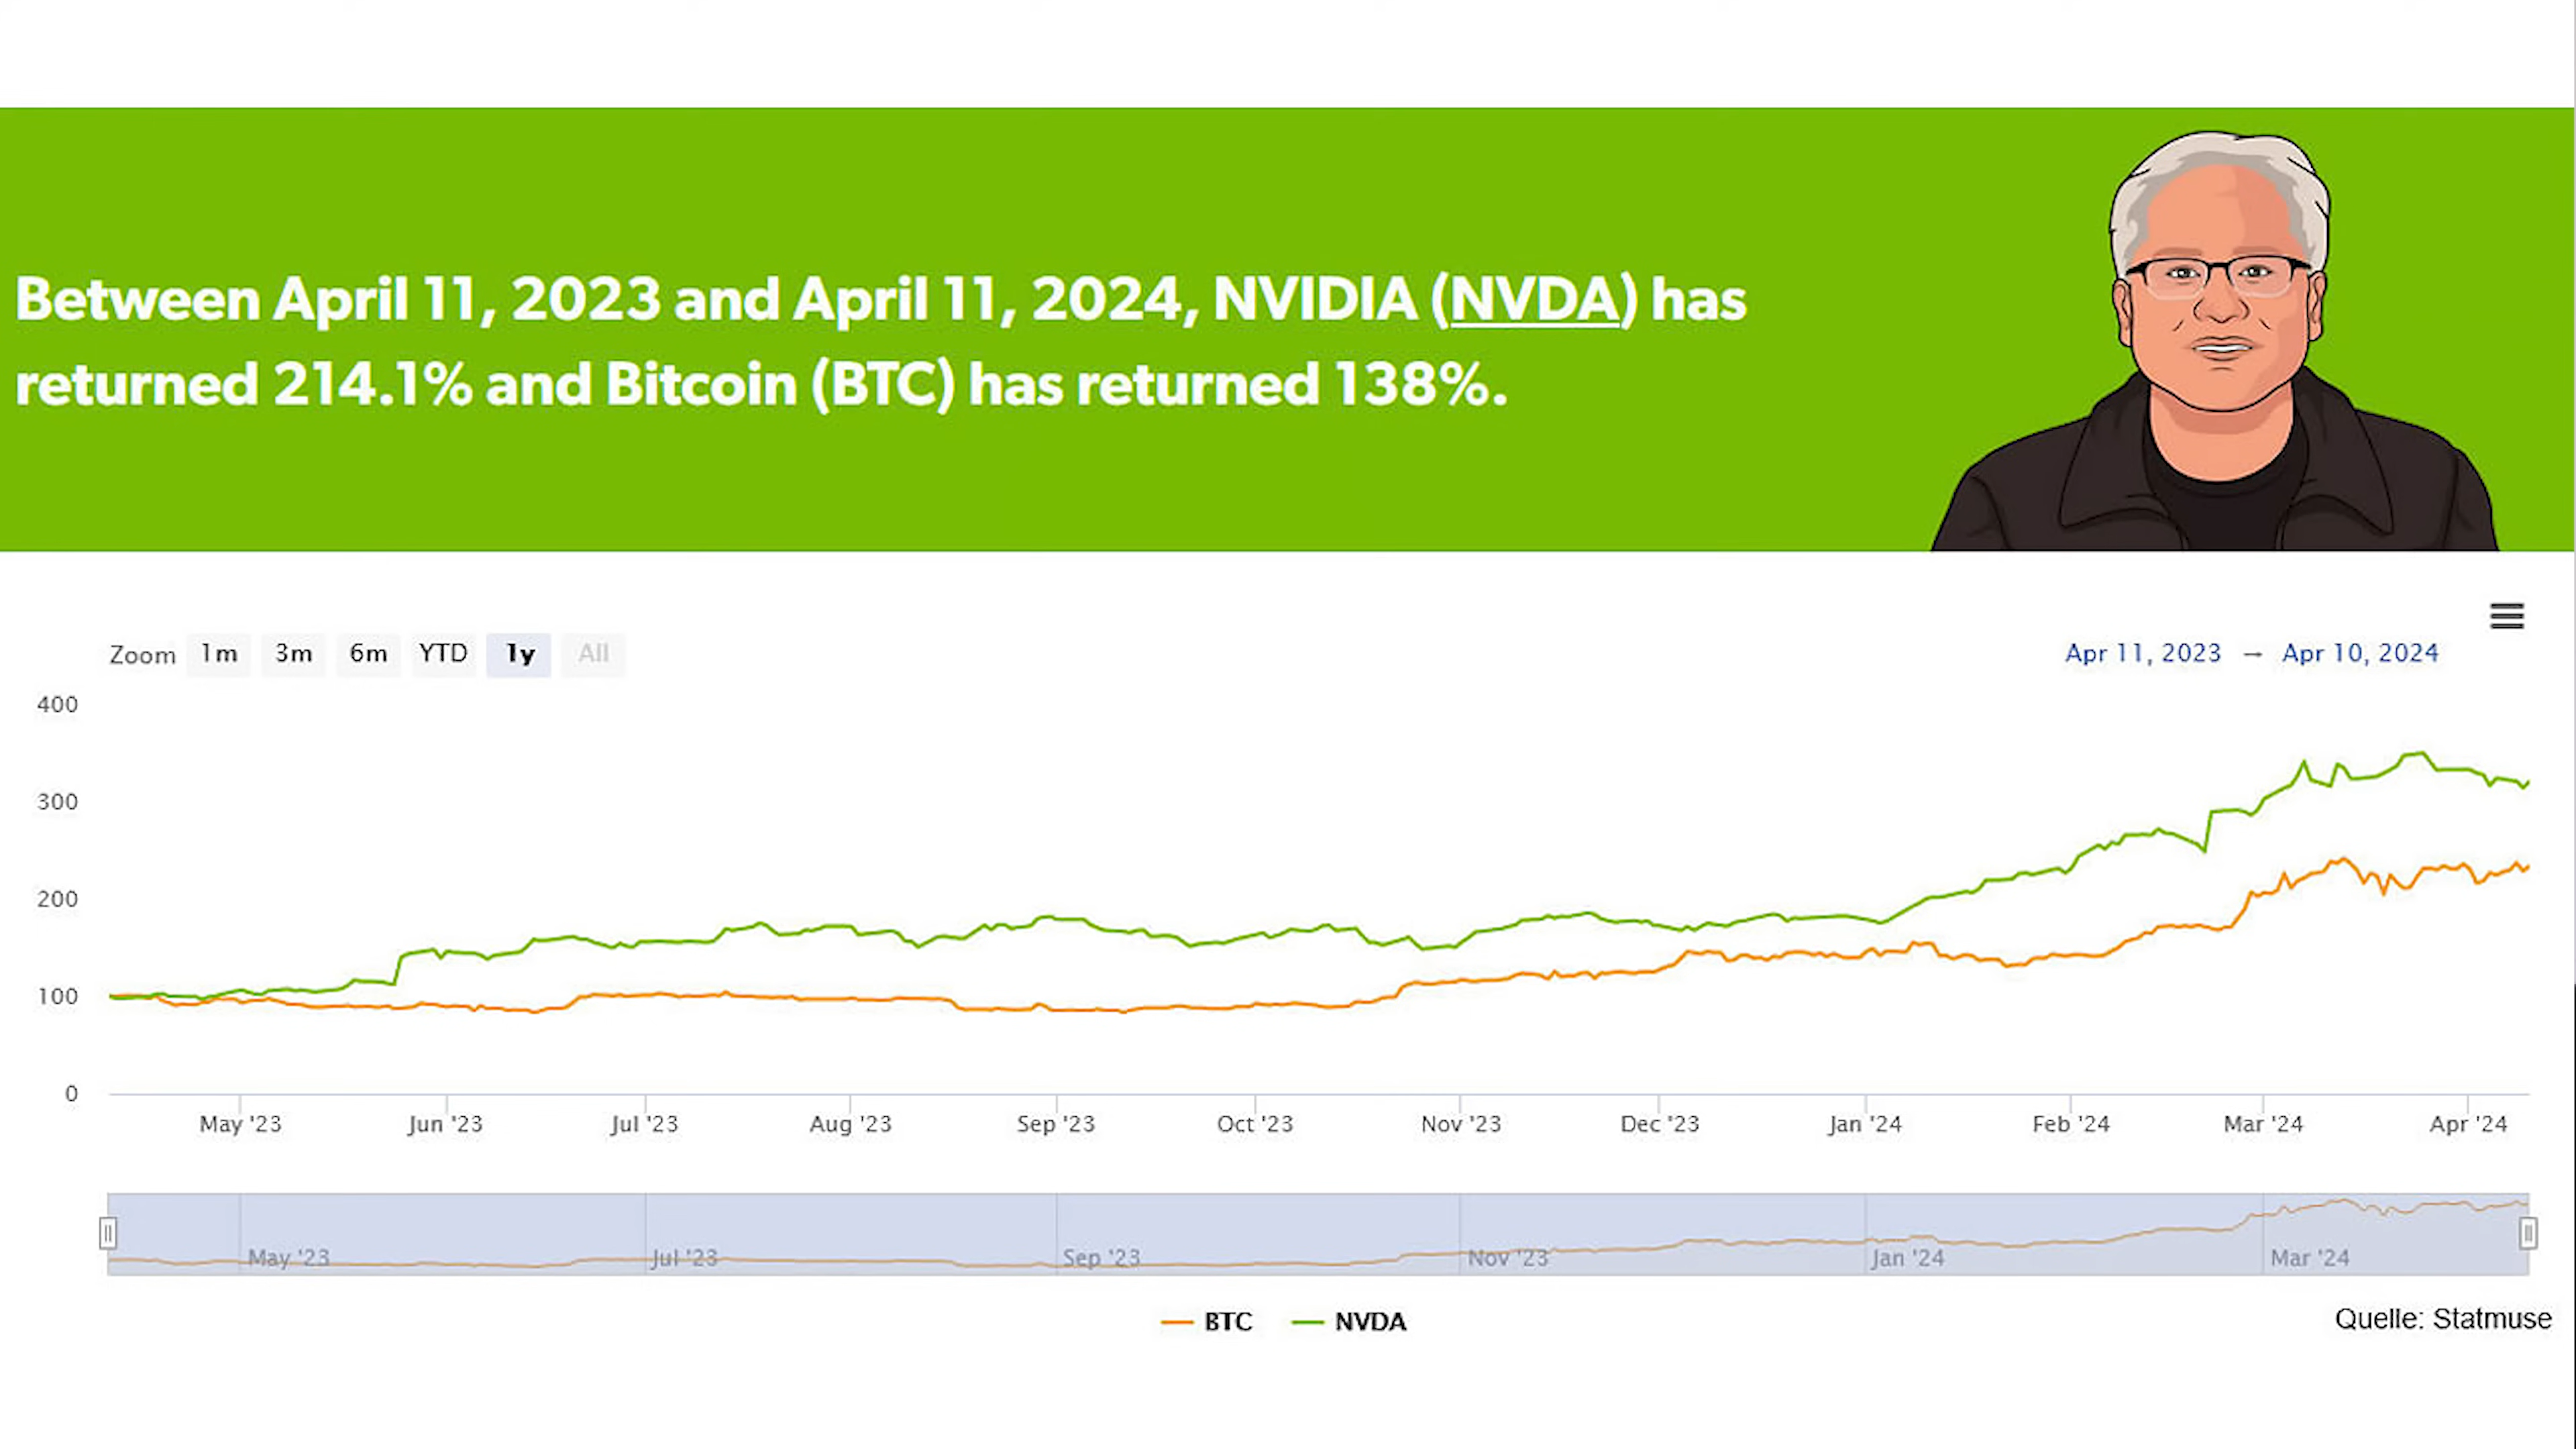 Between April 11, 2023 and April 11, 2024, NVIDIA (NVDA) has
returned 214.1% and Bitcoin (BTC) has returned 138%.
Zoom 1m 3m 6m YTD 1y All
Apr 11, 2023 → Apr 10, 2024
400
300
200
100
0
May '23 Jun '23 Jul '23 Aug '23 Sep '23 Oct '23 Nov '23 Dec '23 Jan '24 Feb '24 Mar '24 Apr '24
May '23 Jul '23 Sep '23 Nov '23 Jan '24 Mar '24
BTC NVDA
Quelle: Statmuse